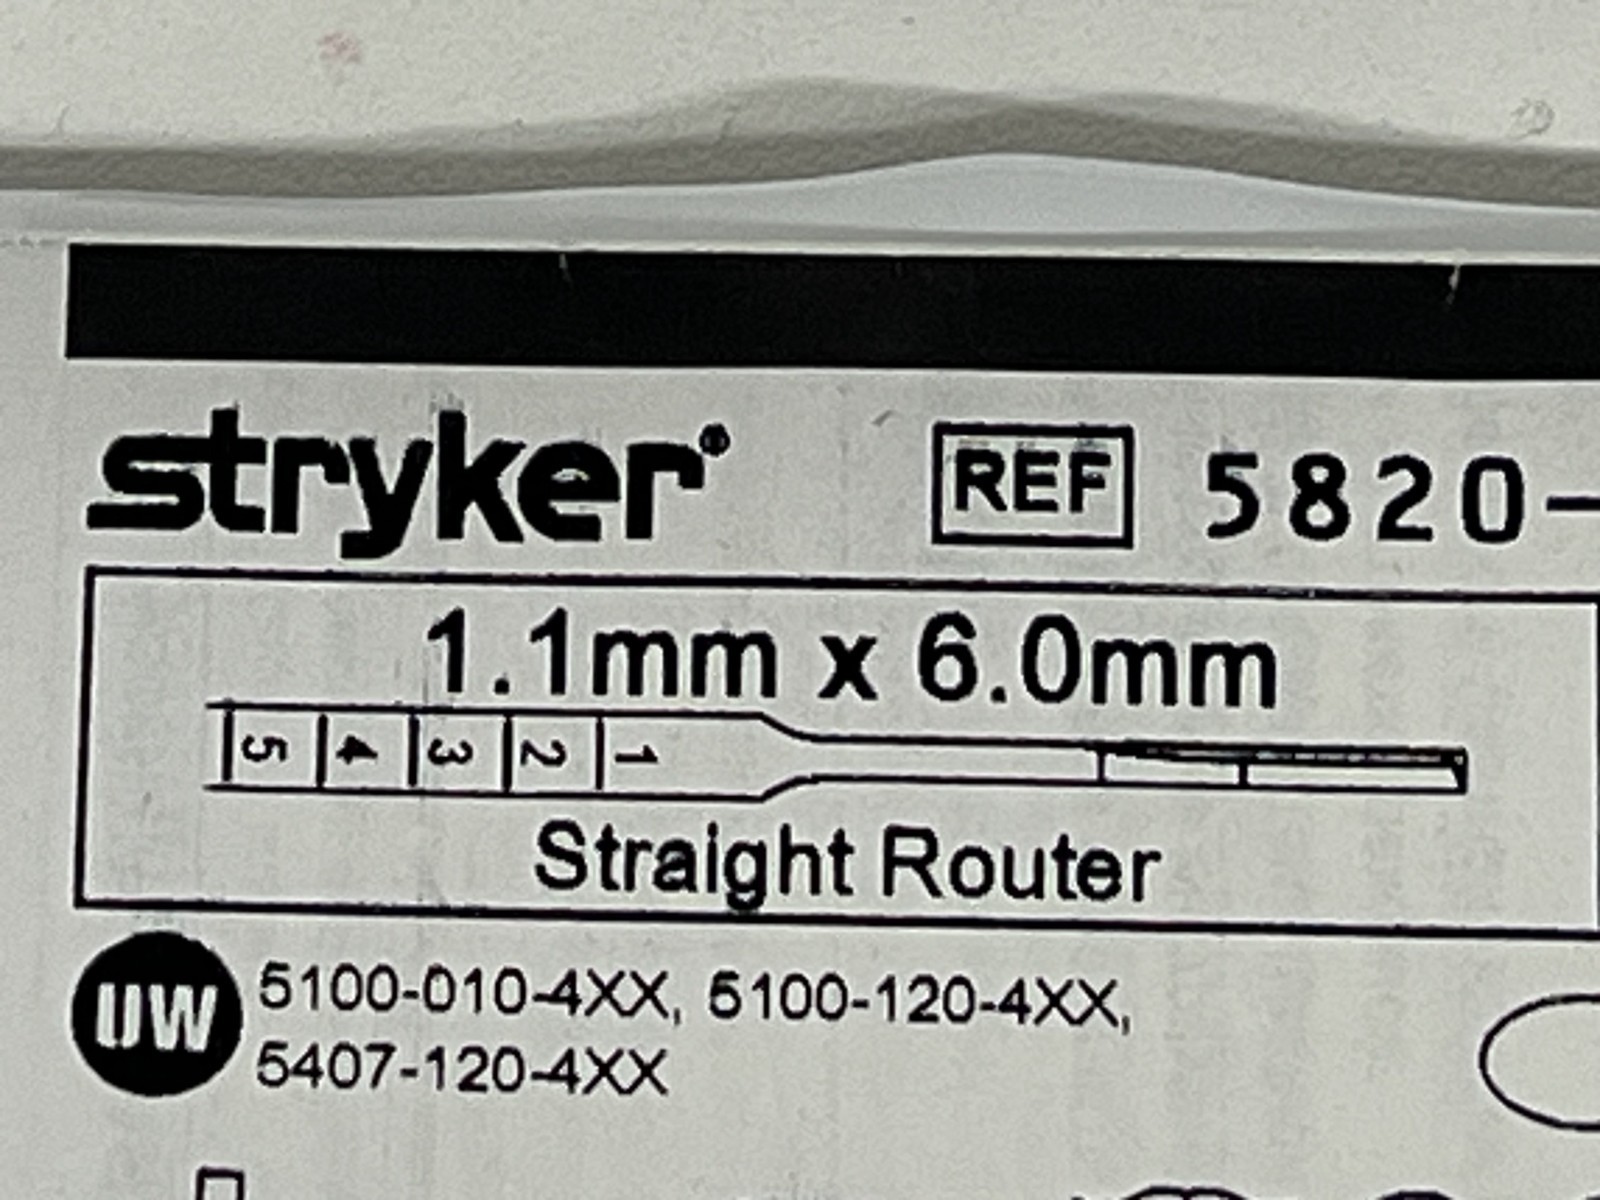 stryker®
REF 5820-
1.1mm x 6.0mm
5 4 3 2 1
Straight Router
UW 5100-010-4XX, 5100-120-4XX,
5407-120-4XX